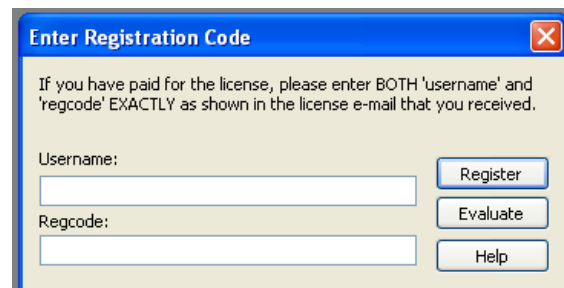 Enter Registration Code
If you have paid for the license, please enter BOTH 'username' and
'regcode' EXACTLY as shown in the license e-mail that you received.
Username:
Register
Evaluate
Regcode:
Help